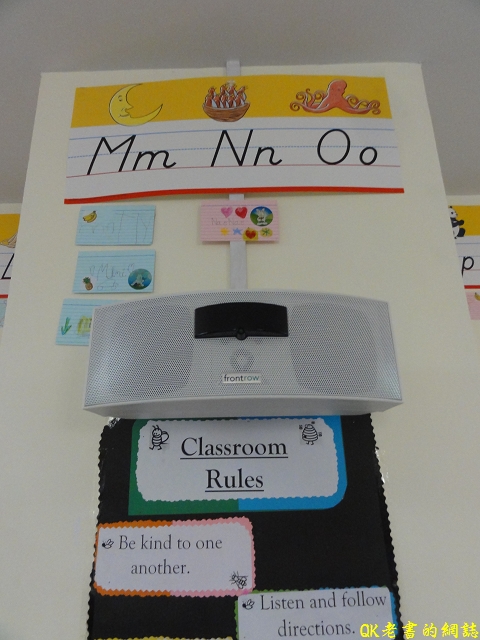 Mm Nn Oo
frontrow
Classroom
Rules
Be kind to one
another.
Listen and follow
directions.
p
QK老書的網誌